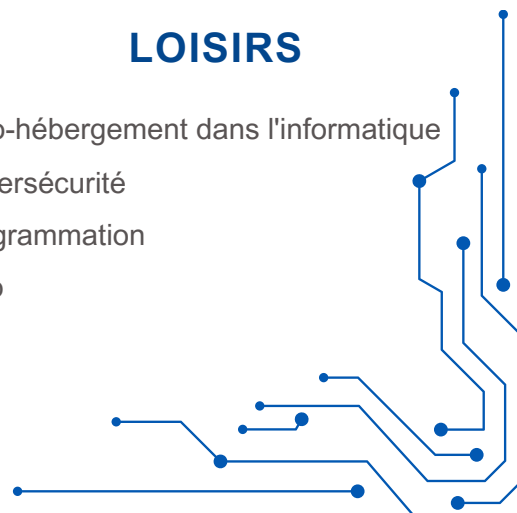 LOISIRS
o-hébergement dans l'informatique
ersécurité
grammation
o